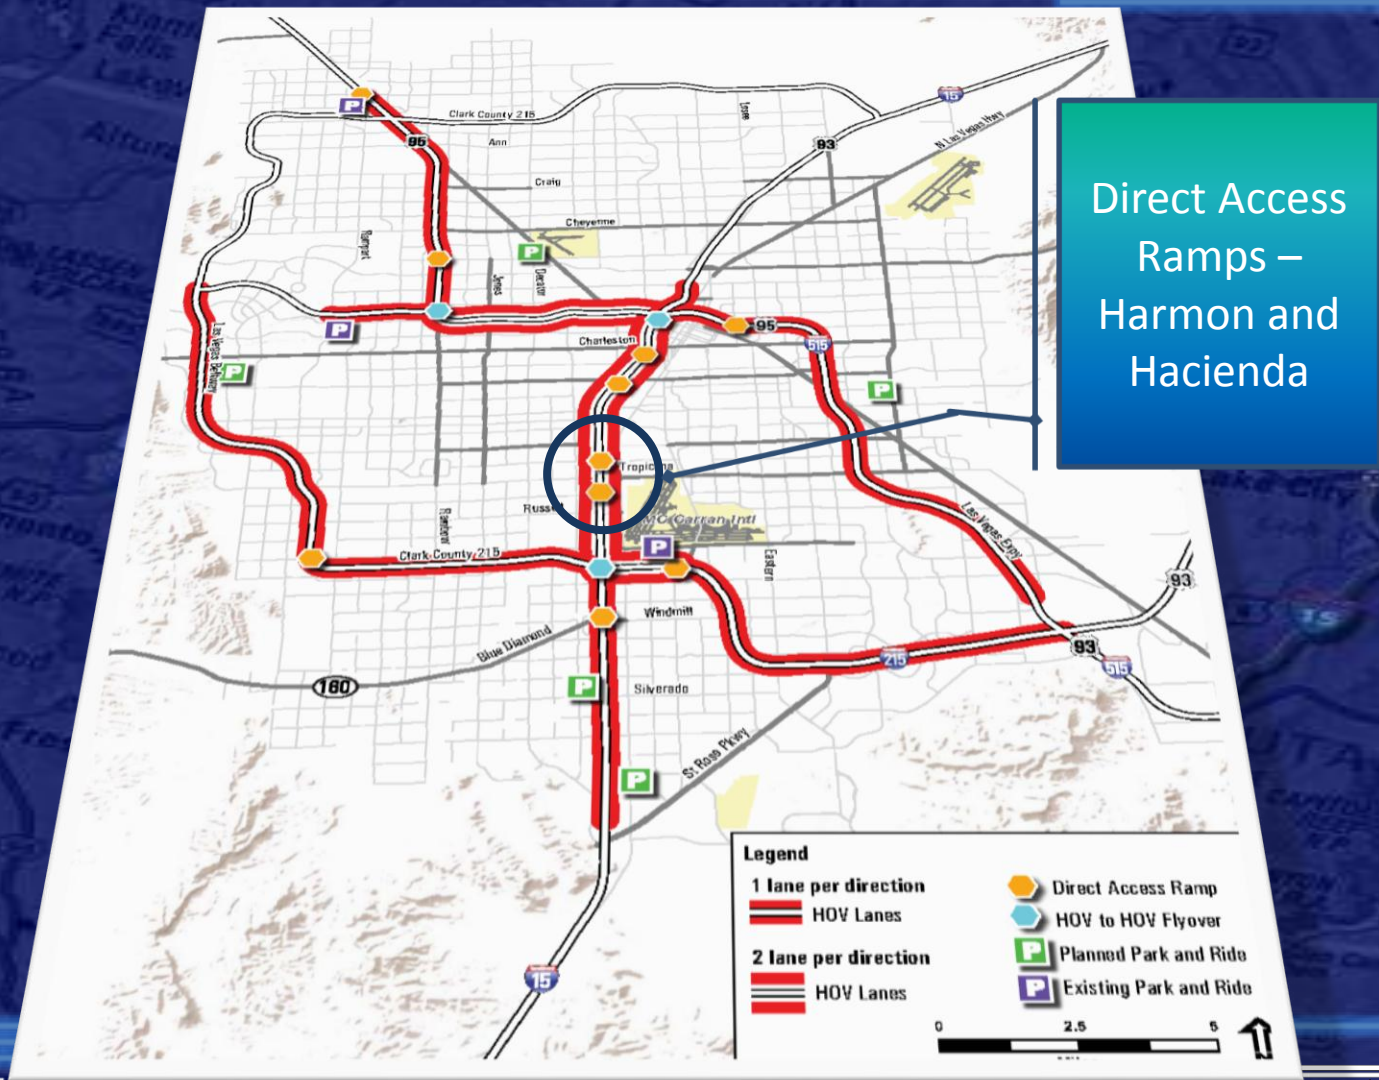 Direct Access
Ramps –
Harmon and
Hacienda
15
Clark County 215
Losee
N Las Vegas Hwy
95
Ann
93
Craig
Cheyenne
Rampart
Jones
Decatur
P
P
P
95
Charleston
515
Las Vegas Beltway
P
P
Tropicana
Russell
Mc Carran Intl
Las Vegas Expy
Rainbow
Clark County 215
P
Eastern
93
Windmill
Blue Diamond
93
215
515
160
P
Silverado
St Rose Pkwy
P
15
Legend
1 lane per direction
HOV Lanes
2 lane per direction
HOV Lanes
Direct Access Ramp
HOV to HOV Flyover
P Planned Park and Ride
P Existing Park and Ride
0 2.5 5